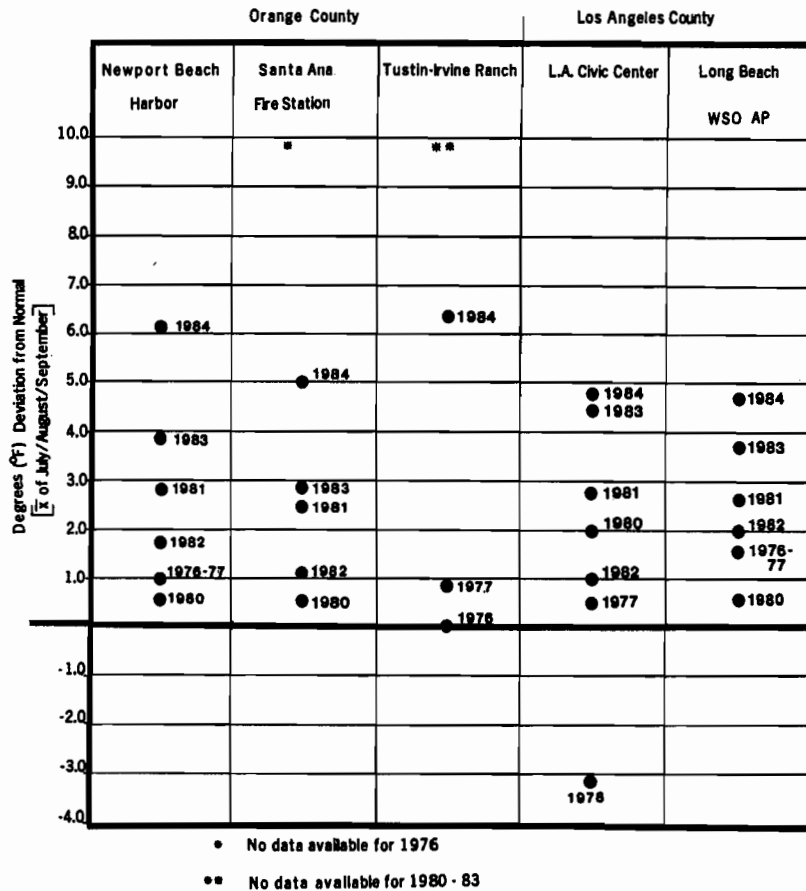 Orange County Los Angeles County
Newport Beach Santa Ana Tustin-Irvine Ranch L.A. Civic Center Long Beach
Harbor Fire Station WSO AP
Degrees (°F) Deviation from Normal
[x̄ of July/August/September]
10.0 * **
9.0
8.0
7.0
1984
6.0 1984
5.0 1984 1984 1984
1983
4.0 1983 1983
3.0 1981 1983 1981 1981
1981
2.0 1982 1980 1982
1976-77 1982 1982 1976-
77
1.0 1977
1980 1980 1977 1980
1976
-1.0
-2.0
-3.0
1976
-4.0
* No data available for 1976
** No data available for 1980 - 83